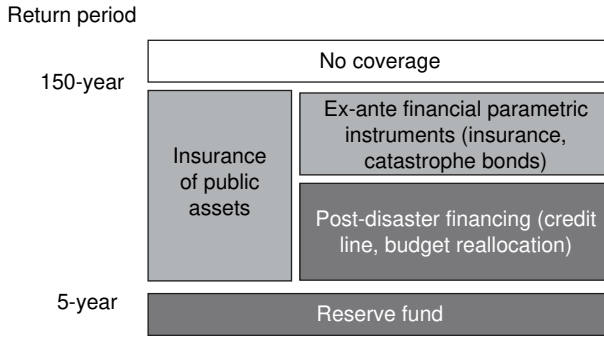 Return period
No coverage
150-year
Insurance
of public
assets
Ex-ante financial parametric
instruments (insurance,
catastrophe bonds)
Post-disaster financing (credit
line, budget reallocation)
5-year
Reserve fund